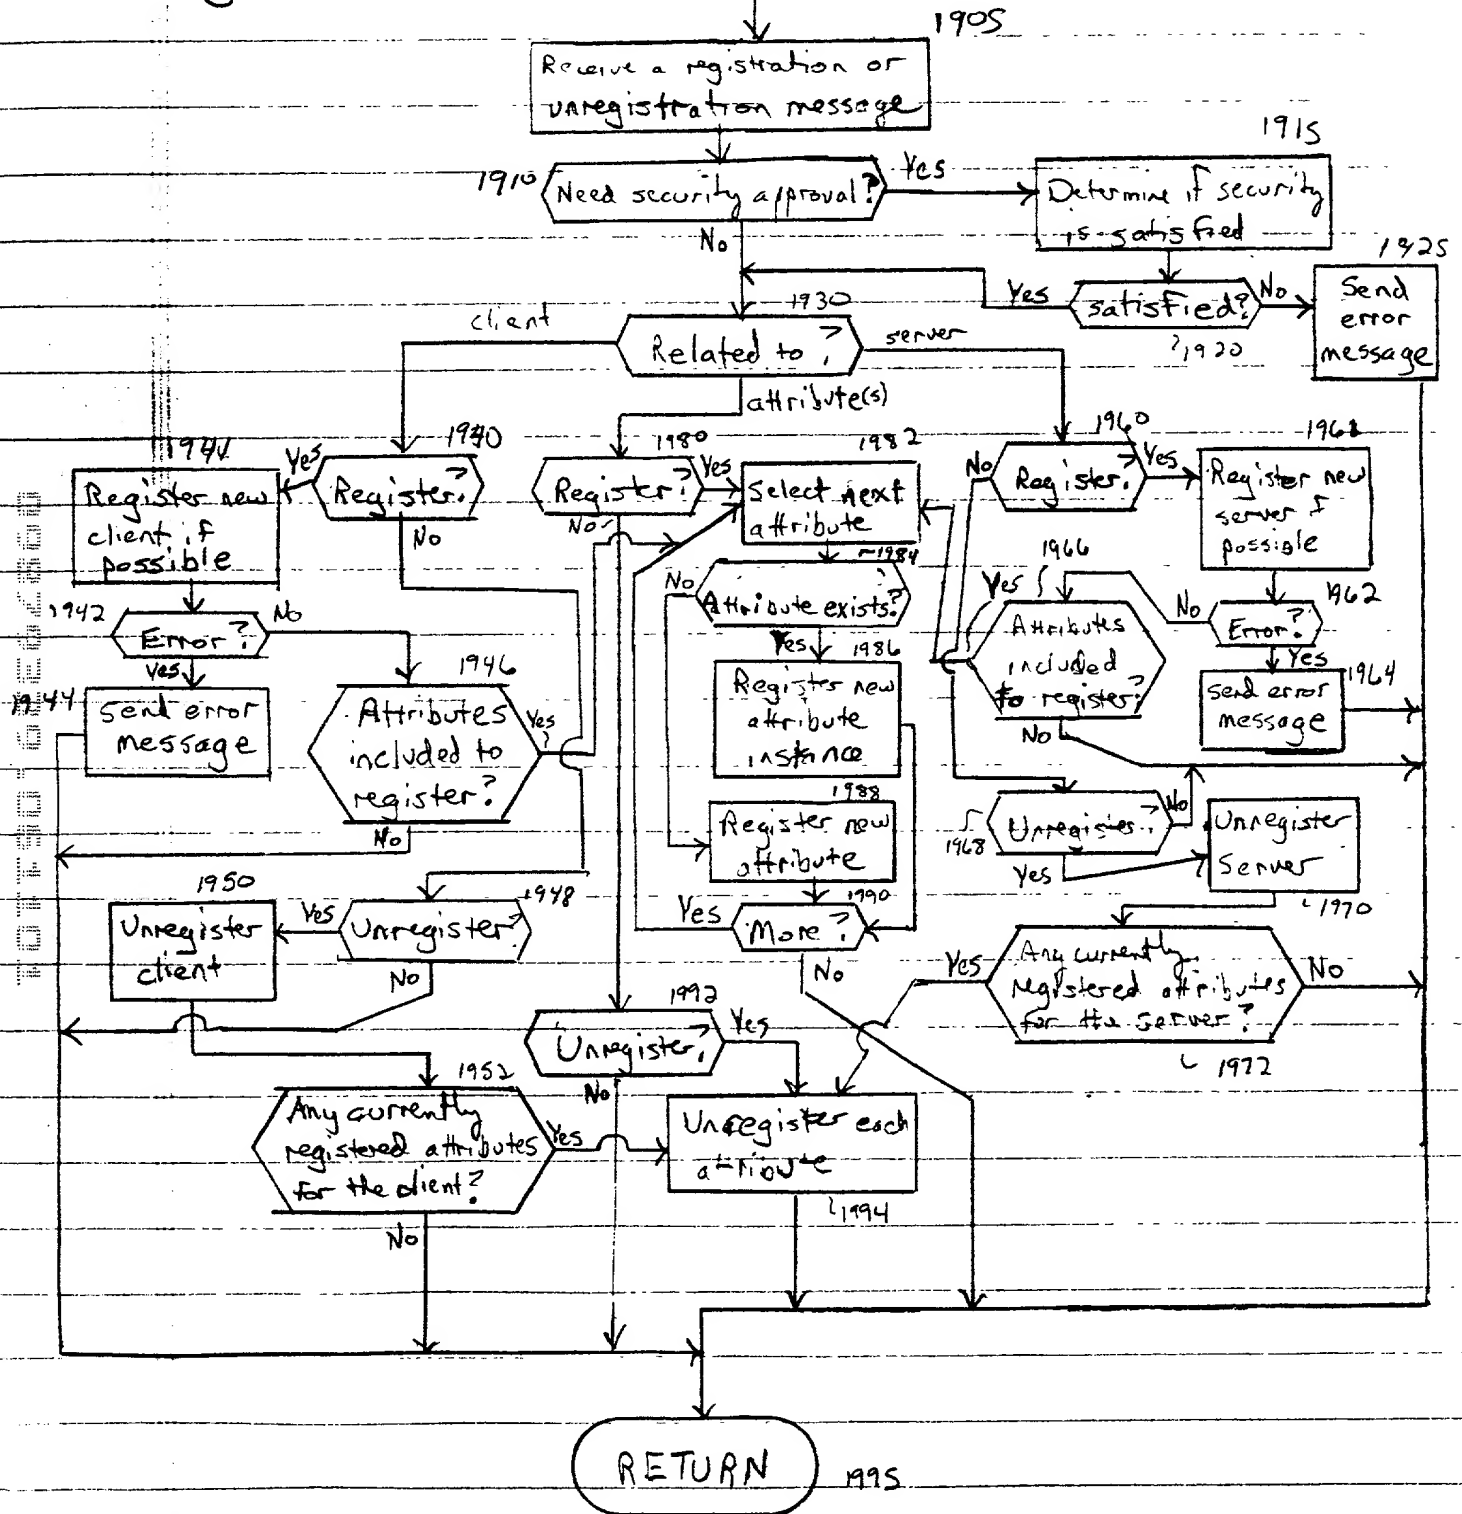 1905
Receive a registration or
unregistration message
1910
Need security approval?
Yes
No
1915
Determine if security
is satisfied
satisfied?
Yes
No
1920
1925
Send
error
message
1930
Related to?
client
server
attribute(s)
1940
Register?
Yes
No
Register new
client if
possible
1942
Error?
No
Yes
1944
Send error
message
1946
Attributes
included to
register?
Yes
No
1948
Unregister?
Yes
No
1950
Unregister
client
1952
Any currently
registered attributes
for the client?
Yes
No
1980
Register?
Yes
No
1982
Select next
attribute
1984
Attribute exists?
No
Yes
1986
Register new
attribute
instance
1988
Register new
attribute
1990
More?
Yes
No
1992
Unregister?
Yes
No
Unregister each
attribute
1994
1960
Register?
No
Yes
Register new
server if
possible
1962
Error?
No
Yes
1964
Send error
message
1966
Attributes
included
to register?
Yes
No
1968
Unregister?
No
Yes
Unregister
Server
1970
Any currently
registered attributes
for the server?
Yes
No
1972
RETURN
1995